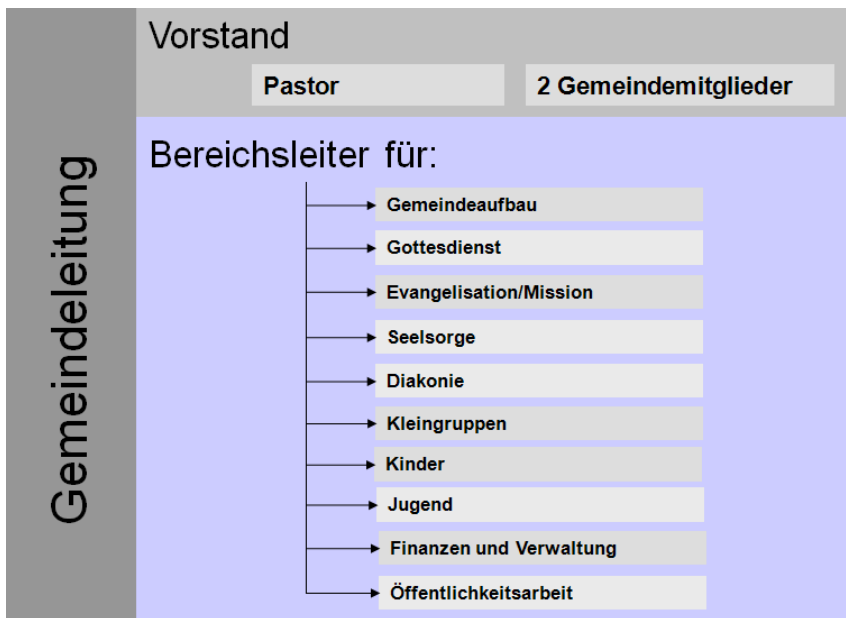 Gemeindeleitung
Vorstand
Pastor
2 Gemeindemitglieder
Bereichsleiter für:
Gemeindeaufbau
Gottesdienst
Evangelisation/Mission
Seelsorge
Diakonie
Kleingruppen
Kinder
Jugend
Finanzen und Verwaltung
Öffentlichkeitsarbeit